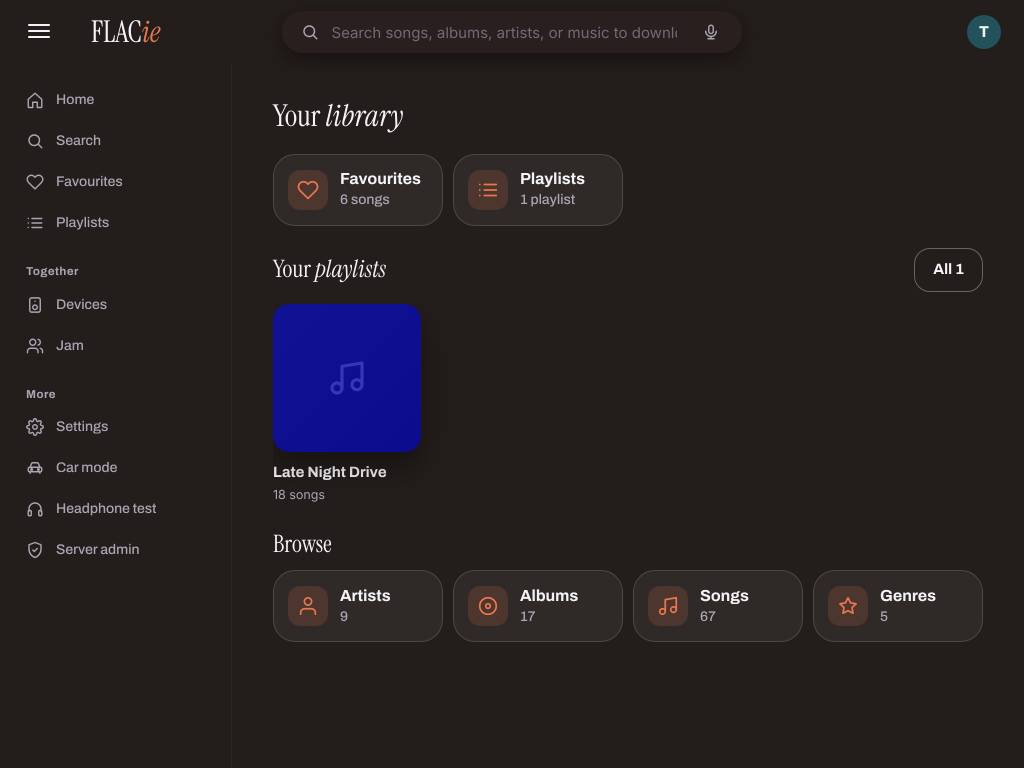 FLACie
Search songs, albums, artists, or music to downl
T
Home
Search
Favourites
Playlists
Together
Devices
Jam
More
Settings
Car mode
Headphone test
Server admin
Your library
Favourites
6 songs
Playlists
1 playlist
Your playlists
All 1
Late Night Drive
18 songs
Browse
Artists
9
Albums
17
Songs
67
Genres
5